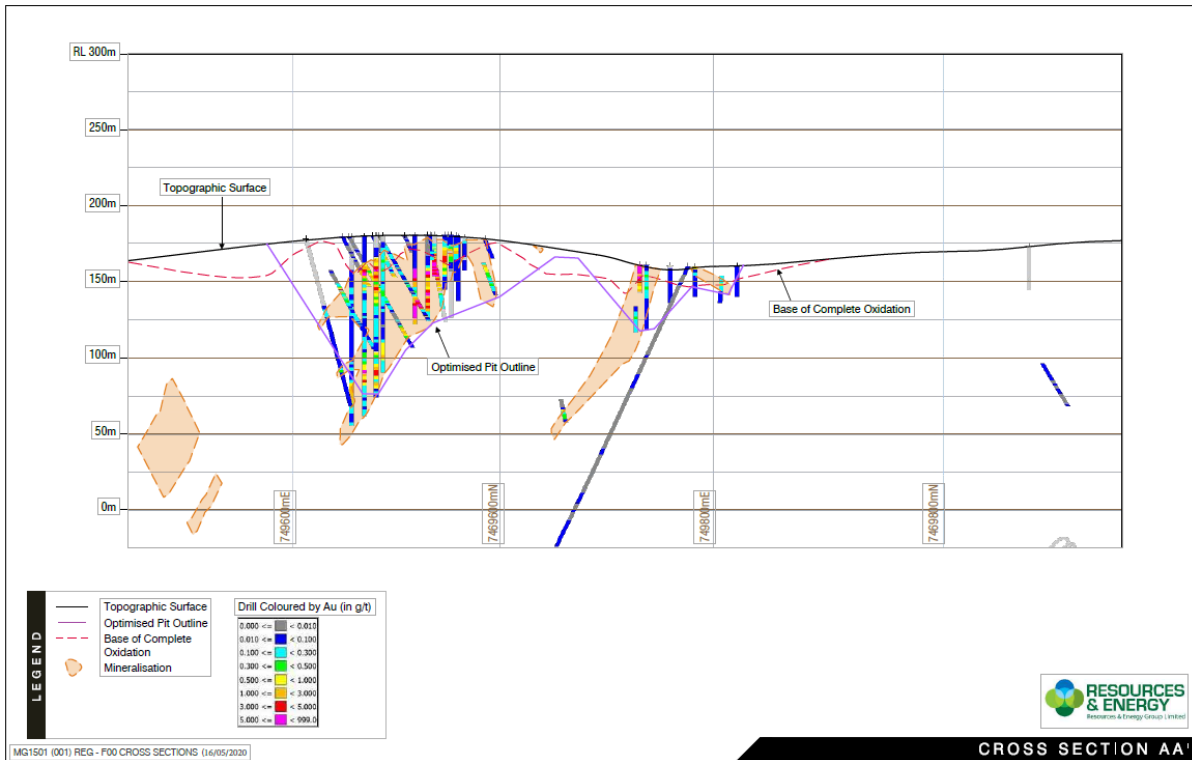 RL 300m
250m
200m
150m
100m
50m
0m
Topographic Surface
Base of Complete Oxidation
Optimised Pit Outline
749600mE
7469600mN
749800mE
7469800mN
LEGEND
Topographic Surface
Optimised Pit Outline
Base of Complete
Oxidation
Mineralisation
Drill Coloured by Au (in g/t)
0.000 <= < 0.010
0.010 <= < 0.100
0.100 <= < 0.300
0.300 <= < 0.500
0.500 <= < 1.000
1.000 <= < 3.000
3.000 <= < 5.000
5.000 <= < 999.0
RESOURCES
& ENERGY
Resources & Energy Group Limited
MG1501 (001) REG - F00 CROSS SECTIONS (16/05/2020
CROSS SECTION AA'